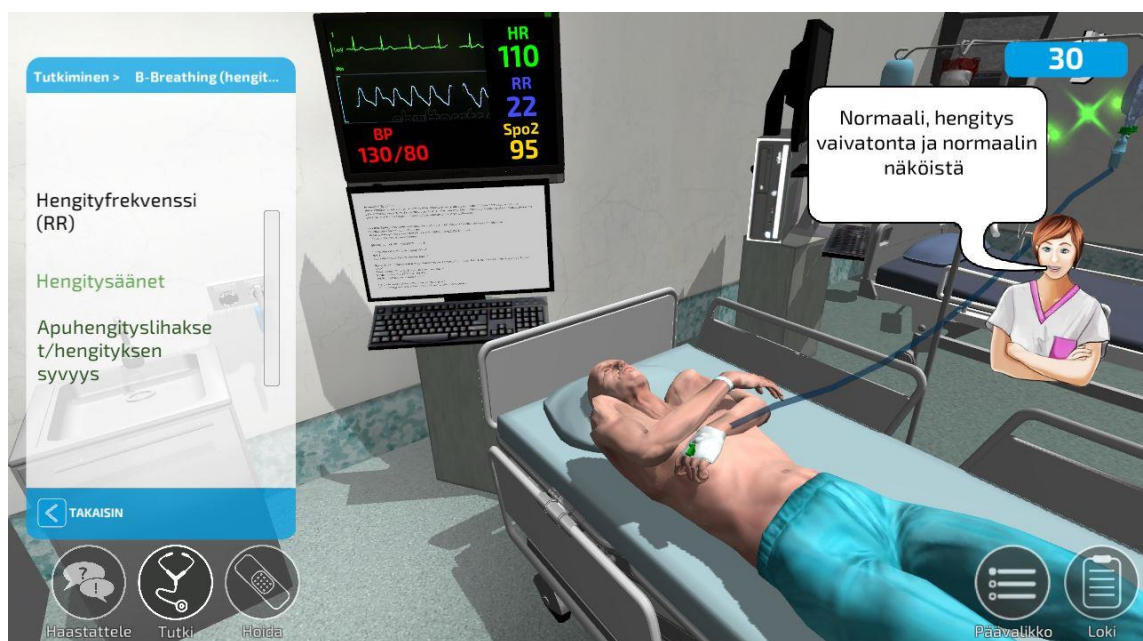 Tutkiminen > B-Breathing (hengit...
Hengityfrekvenssi
(RR)
Hengitysäänet
Apuhengityslihakse
t/hengityksen
syvyys
TAKAISIN
Haastattele
Tutki
Hoida
HR
110
RR
22
BP
130/80
Spo2
95
30
Normaali, hengitys
vaivatonta ja normaalin
näköistä
Päävalikko
Loki